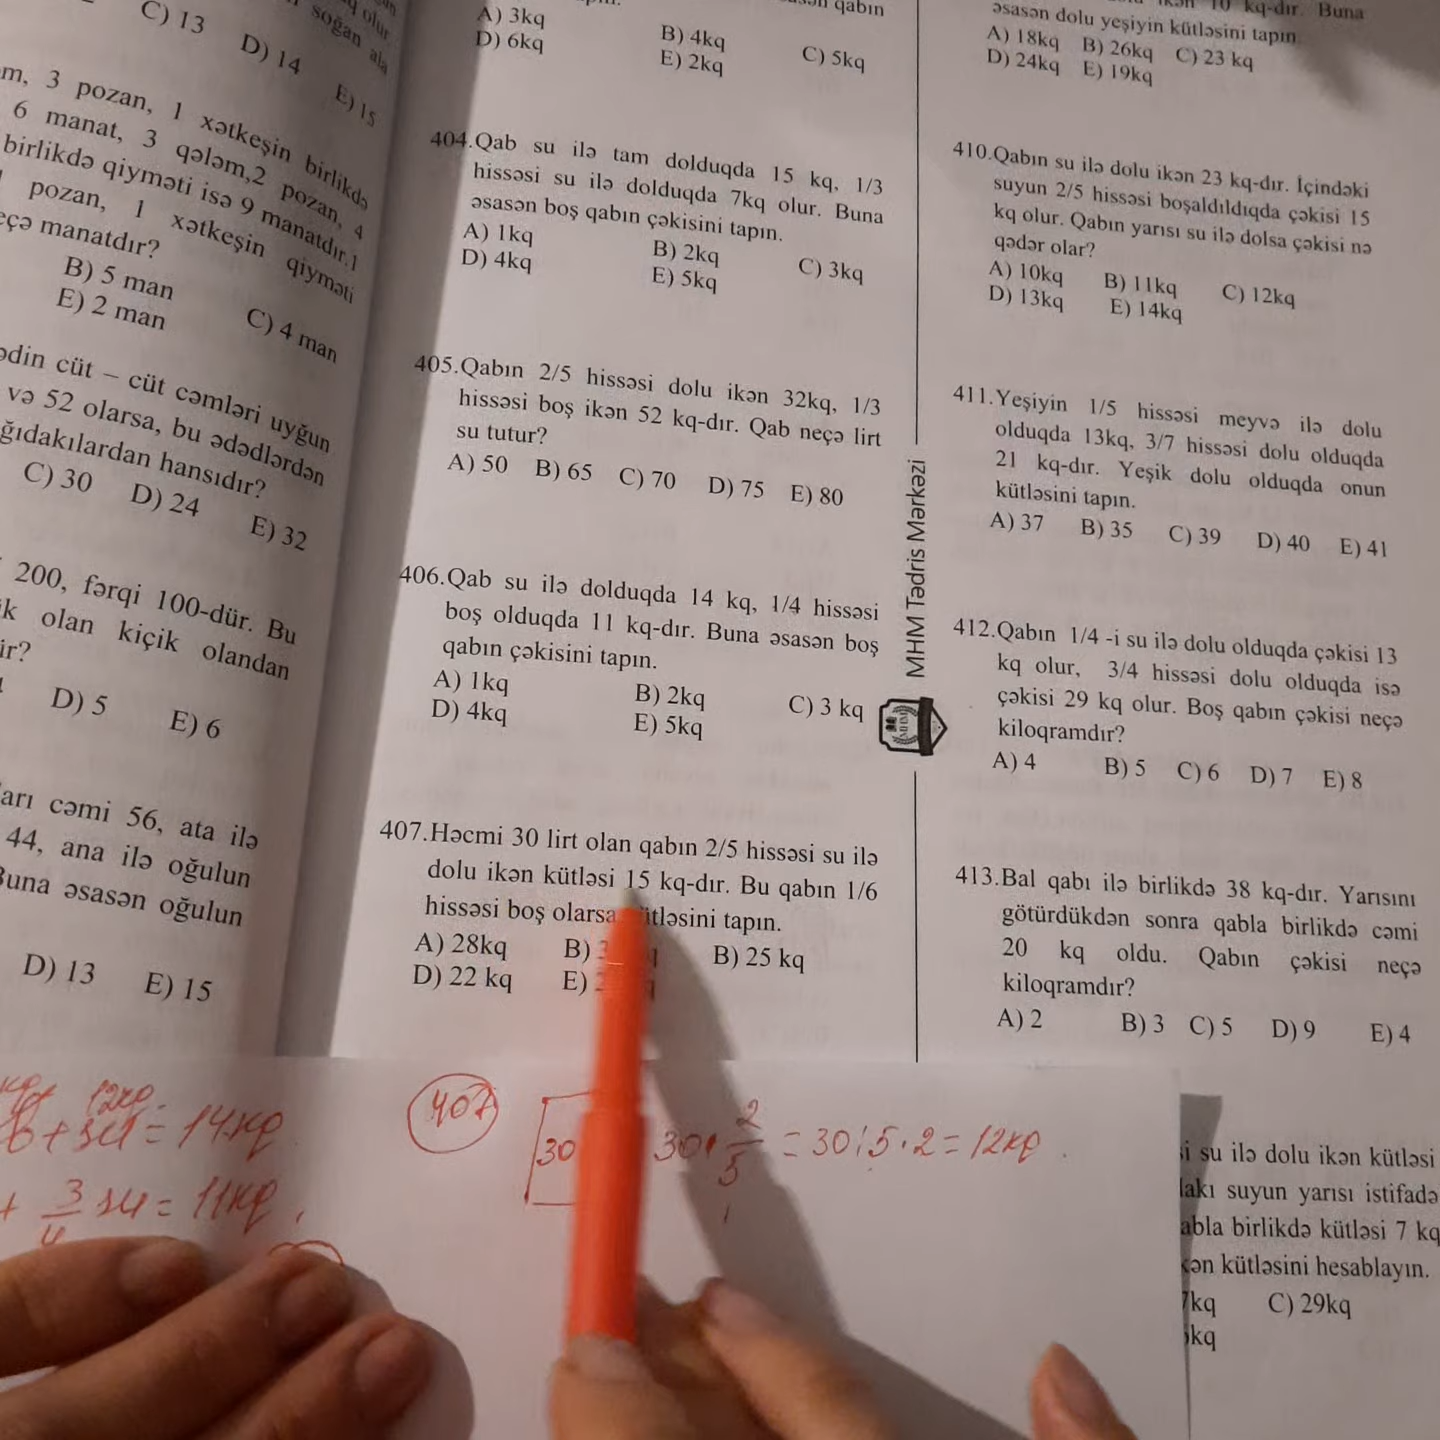 C) 13
D) 14
E) 15
soğan ala
m, 3 pozan, 1 xətkeşin birlikdə
6 manat, 3 qələm,2 pozan, 4
birlikdə qiyməti isə 9 manatdır.1
pozan, 1 xətkeşin qiyməti
manatdır?
B) 5 man
C) 4 man
E) 2 man
cüt – cüt cəmləri uyğun
və 52 olarsa, bu ədədlərdən
hansıdır?
C) 30 D) 24
E) 32
200, fərqi 100-dür. Bu
olan kiçik olandan
D) 5 E) 6
cəmi 56, ata ilə
44, ana ilə oğulun
əsasən oğulun
D) 13 E) 15
qabın
A) 3kq B) 4kq C) 5kq
D) 6kq E) 2kq
404.Qab su ilə tam dolduqda 15 kq, 1/3
hissəsi su ilə dolduqda 7kq olur. Buna
əsasən boş qabın çəkisini tapın.
A) 1kq B) 2kq C) 3kq
D) 4kq E) 5kq
405.Qabın 2/5 hissəsi dolu ikən 32kq, 1/3
hissəsi boş ikən 52 kq-dır. Qab neçə lirt
su tutur?
A) 50 B) 65 C) 70 D) 75 E) 80
406.Qab su ilə dolduqda 14 kq, 1/4 hissəsi
boş olduqda 11 kq-dır. Buna əsasən boş
qabın çəkisini tapın.
A) 1kq B) 2kq C) 3 kq
D) 4kq E) 5kq
407.Həcmi 30 lirt olan qabın 2/5 hissəsi su ilə
dolu ikən kütləsi 15 kq-dır. Bu qabın 1/6
hissəsi boş olarsa tapın.
A) 28kq B) B) 25 kq
D) 22 kq E)
MHM Tədris Mərkəzi
10 kq-dır. Buna
əsasən dolu yeşiyin kütləsini tapın
A) 18kq B) 26kq C) 23 kq
D) 24kq E) 19kq
410.Qabın su ilə dolu ikən 23 kq-dır. İçindəki
suyun 2/5 hissəsi boşaldıldıqda çəkisi 15
kq olur. Qabın yarısı su ilə dolsa çəkisi nə
qədər olar?
A) 10kq B) 11kq C) 12kq
D) 13kq E) 14kq
411.Yeşiyin 1/5 hissəsi meyvə ilə dolu
olduqda 13kq, 3/7 hissəsi dolu olduqda
21 kq-dır. Yeşik dolu olduqda onun
kütləsini tapın.
A) 37 B) 35 C) 39 D) 40 E) 41
412.Qabın 1/4 -i su ilə dolu olduqda çəkisi 13
kq olur, 3/4 hissəsi dolu olduqda isə
çəkisi 29 kq olur. Boş qabın çəkisi neçə
kiloqramdır?
A) 4 B) 5 C) 6 D) 7 E) 8
413.Bal qabı ilə birlikdə 38 kq-dır. Yarısını
götürdükdən sonra qabla birlikdə cəmi
20 kq oldu. Qabın çəkisi neçə
kiloqramdır?
A) 2 B) 3 C) 5 D) 9 E) 4
su ilə dolu ikən kütləsi
suyun yarısı istifadə
birlikdə kütləsi 7 kq
kütləsini hesablayın.
C) 29kq
kq
12kq
+ su = 14kq
+ 3/4 su = 11kq
407
30
30 · 2/5 = 30:5·2 = 12kq